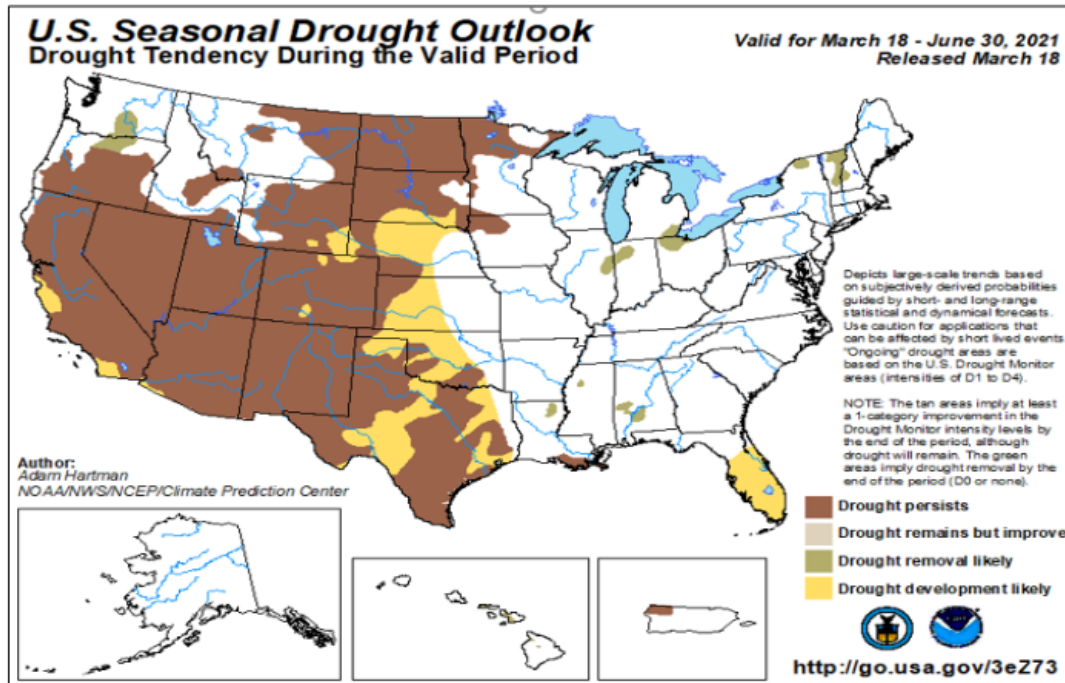 U.S. Seasonal Drought Outlook
Drought Tendency During the Valid Period
Valid for March 18 - June 30, 2021
Released March 18
Depicts large-scale trends based
on subjectively derived probabilities
guided by short- and long-range
statistical and dynamical forecasts.
Use caution for applications that
can be affected by short lived events.
"Ongoing" drought areas are
based on the U.S. Drought Monitor
areas (intensities of D1 to D4).
NOTE: The tan areas imply at least
a 1-category improvement in the
Drought Monitor intensity levels by
the end of the period, although
drought will remain. The green
areas imply drought removal by the
end of the period (D0 or none).
Author:
Adam Hartman
NOAA/NWS/NCEP/Climate Prediction Center
Drought persists
Drought remains but improve
Drought removal likely
Drought development likely
http://go.usa.gov/3eZ73